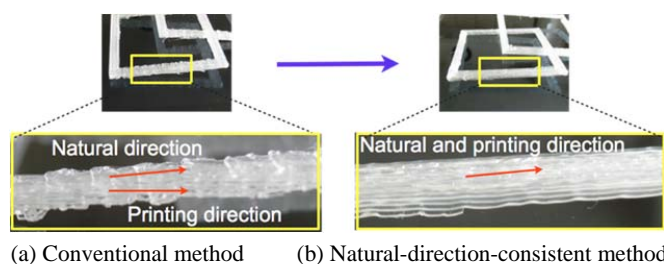 Natural direction
Printing direction
Natural and printing direction
(a) Conventional method
(b) Natural-direction-consistent method